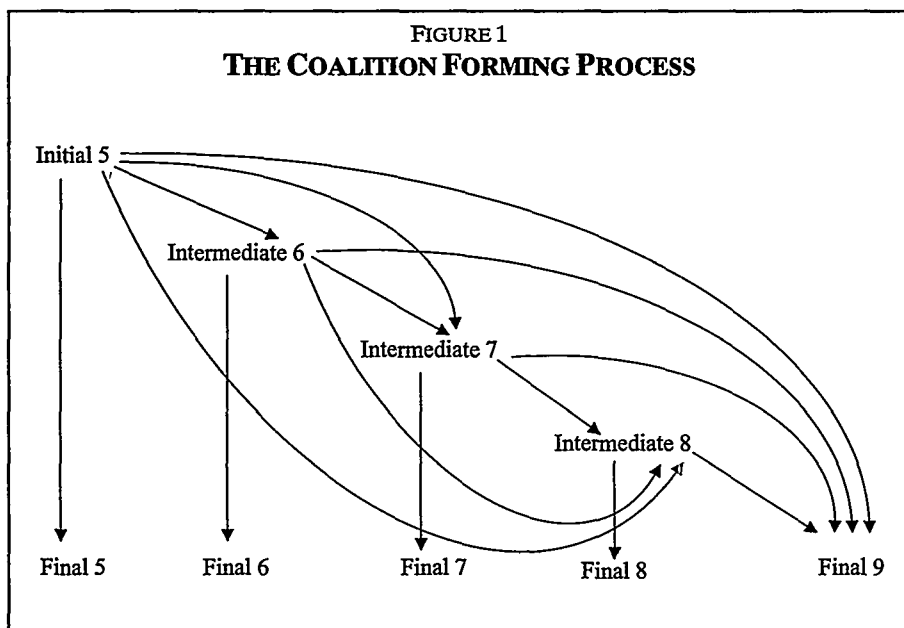 FIGURE 1
THE COALITION FORMING PROCESS
Initial 5
Intermediate 6
Intermediate 7
Intermediate 8
Final 5 Final 6 Final 7 Final 8 Final 9